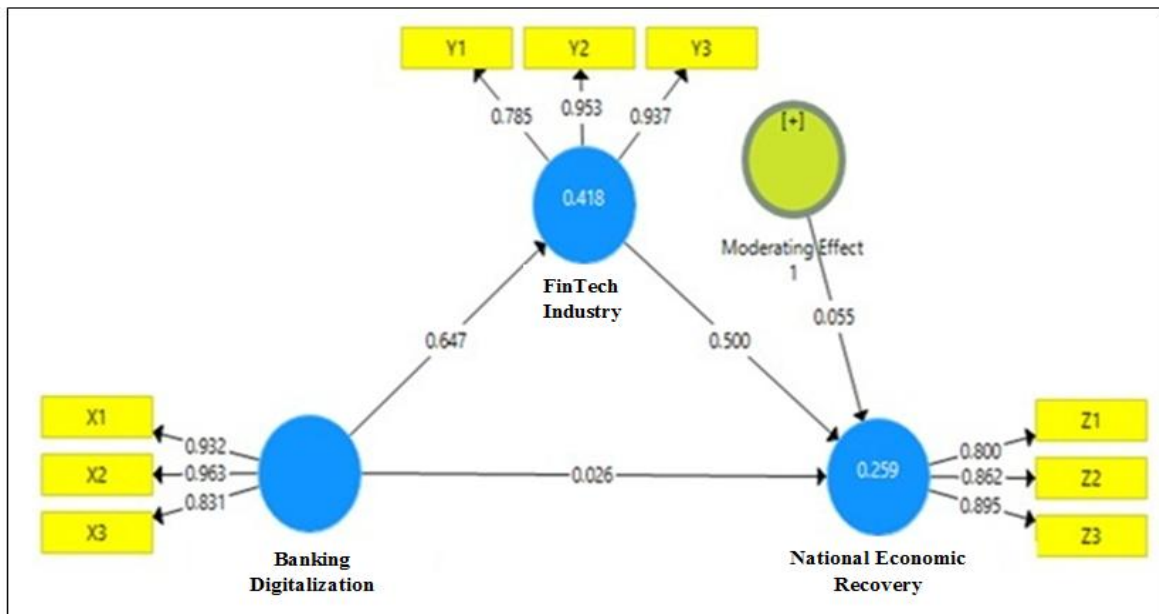 Y1
Y2
Y3
0.785
0.953
0.937
[+]
0.418
Moderating Effect
1
FinTech
Industry
0.647
0.500
0.055
X1
X2
X3
0.932
0.963
0.831
0.026
0.259
0.800
0.862
0.895
Z1
Z2
Z3
Banking
Digitalization
National Economic
Recovery